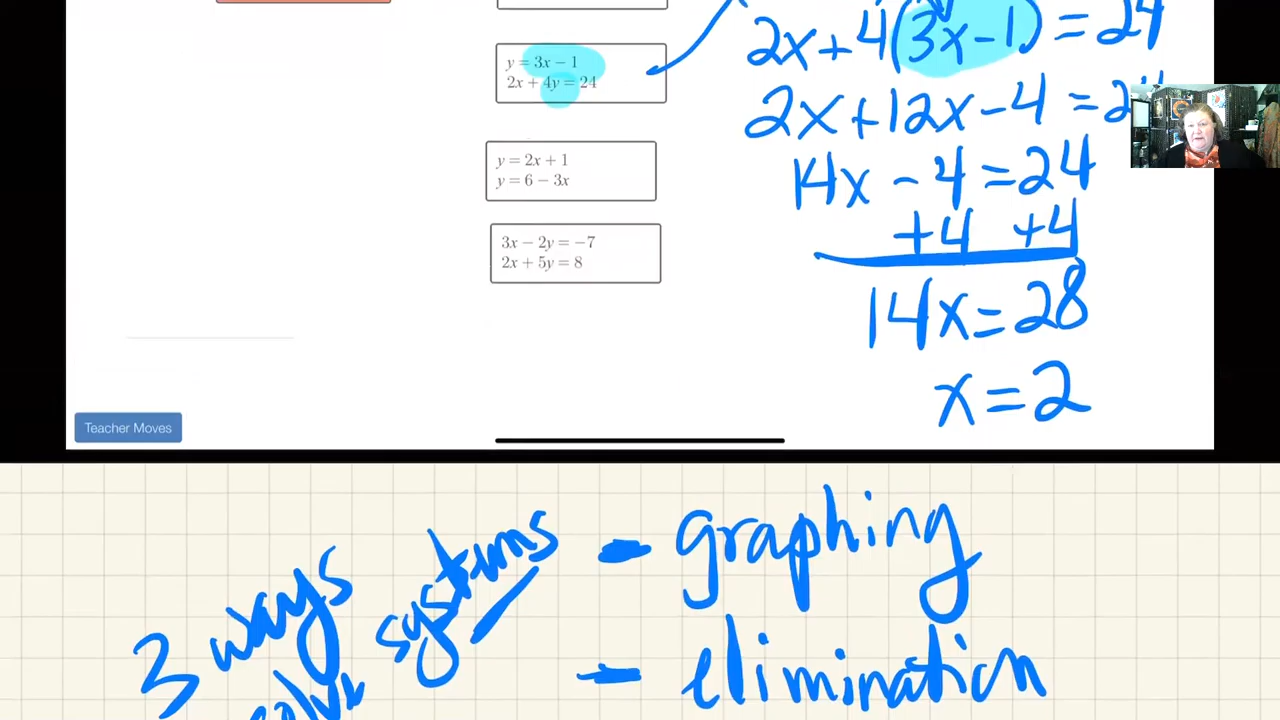 y = 3x − 1
2x + 4y = 24
y = 2x + 1
y = 6 − 3x
3x − 2y = −7
2x + 5y = 8
2x + 4(3x − 1) = 24
2x + 12x − 4 = 2
14x − 4 = 24
+4 +4
14x = 28
x = 2
Teacher Moves
3 ways
solve systems
- graphing
- elimination